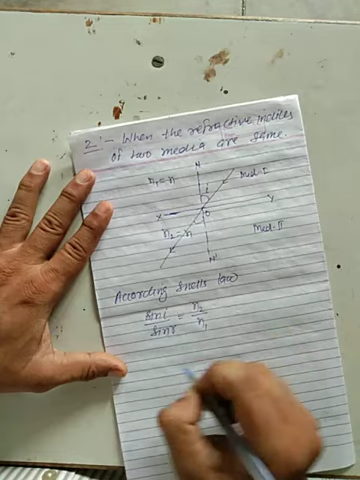 2:- When the refractive indices
of two media are same.
N
n₁=n
i
Med-I
X
O
Y
n₂=n
Med-II
N'
According Snells law
sini/sinr = n₂/n₁